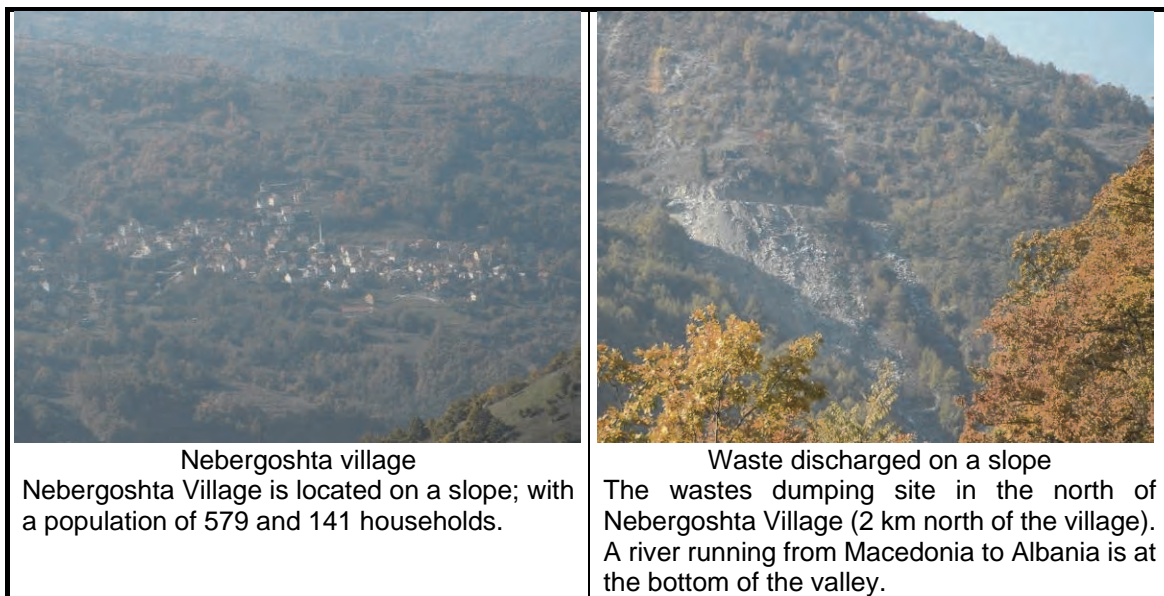 Nebergoshta village
Nebergoshta Village is located on a slope; with
a population of 579 and 141 households.
Waste discharged on a slope
The wastes dumping site in the north of
Nebergoshta Village (2 km north of the village).
A river running from Macedonia to Albania is at
the bottom of the valley.